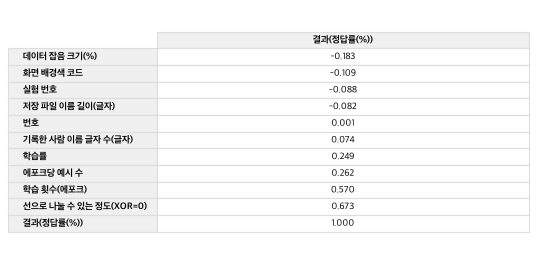 결과(정답률(%))
데이터 잡음 크기(%) -0.183
화면 배경색 코드 -0.109
실험 번호 -0.088
저장 파일 이름 길이(글자) -0.082
번호 0.001
기록한 사람 이름 글자 수(글자) 0.074
학습률 0.249
에포크당 예시 수 0.262
학습 횟수(에포크) 0.570
선으로 나눌 수 있는 정도(XOR=0) 0.673
결과(정답률(%)) 1.000